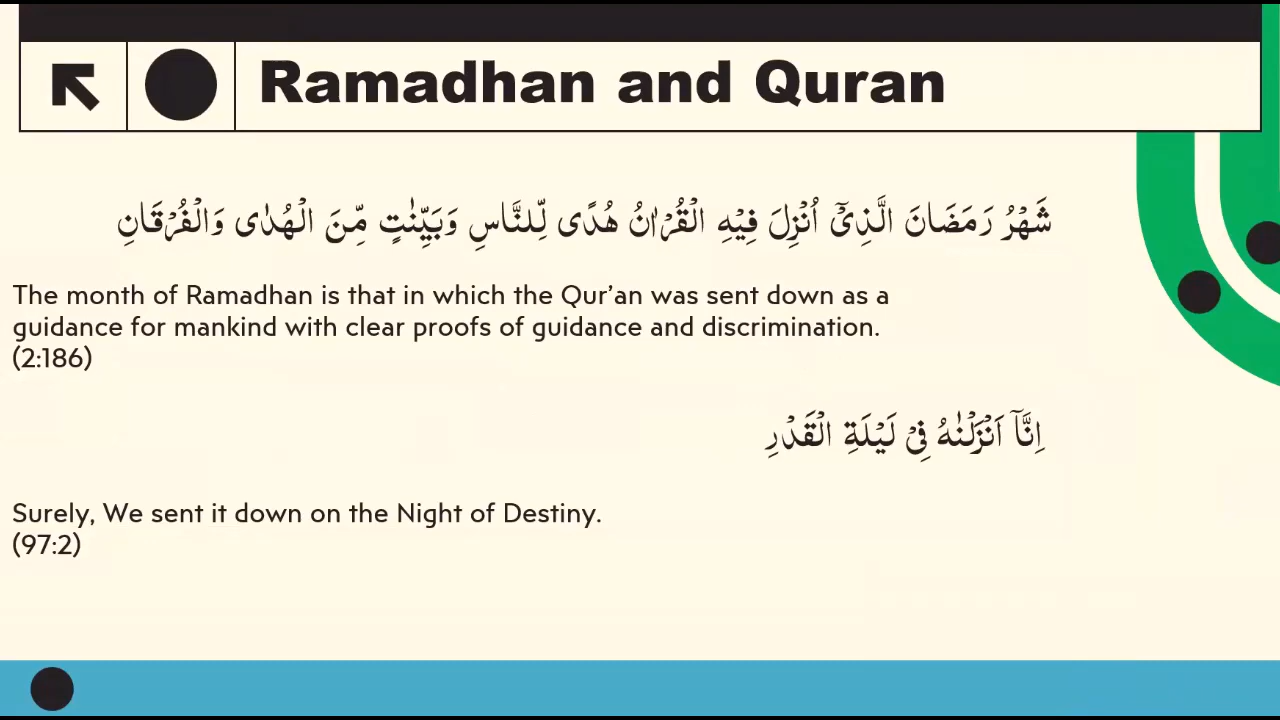 Ramadhan and Quran
شَهْرُ رَمَضَانَ الَّذِیْۤ اُنْزِلَ فِیْهِ الْقُرْاٰنُ هُدًی لِّلنَّاسِ وَبَیِّنٰتٍ مِّنَ الْهُدٰی وَالْفُرْقَانِ
The month of Ramadhan is that in which the Qur’an was sent down as a
guidance for mankind with clear proofs of guidance and discrimination.
(2:186)
اِنَّاۤ اَنْزَلْنٰهُ فِیْ لَیْلَةِ الْقَدْرِ
Surely, We sent it down on the Night of Destiny.
(97:2)